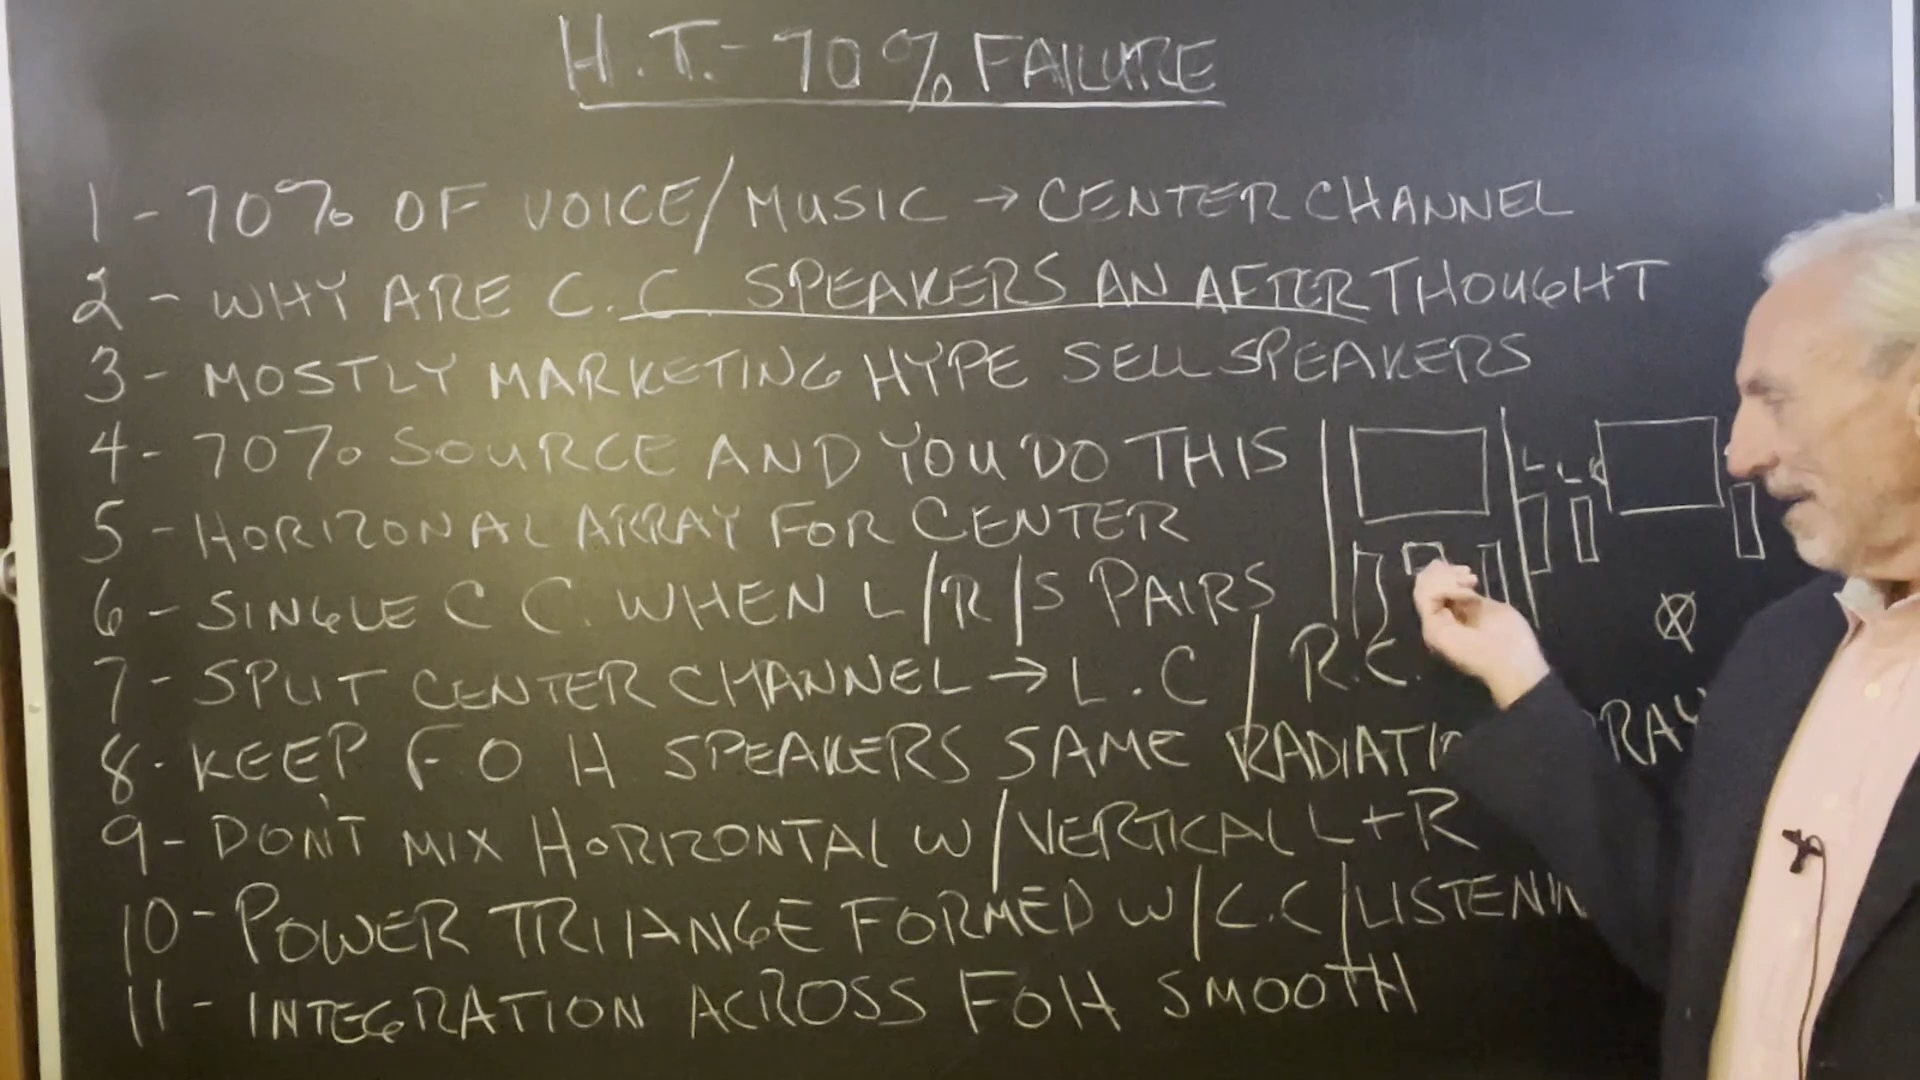 H.T.- 70% FAILURE
1 - 70% OF VOICE/MUSIC → CENTER CHANNEL
2 - WHY ARE C.C SPEAKERS AN AFTERTHOUGHT
3 - MOSTLY MARKETING HYPE SELL SPEAKERS
4 - 70% SOURCE AND YOU DO THIS
5 - HORIZONAL ARRAY FOR CENTER
6 - SINGLE C C. WHEN L/R/S PAIRS
7 - SPLIT CENTER CHANNEL → L.C / R.C.
8 - KEEP F O H SPEAKERS SAME
9 - DON'T MIX HORIZONTAL W/VERTICAL L+R
10 - POWER TRIANGE FORMED W/C.C/LISTENIN
11 - INTEGRATION ACROSS FOH SMOOTH
L